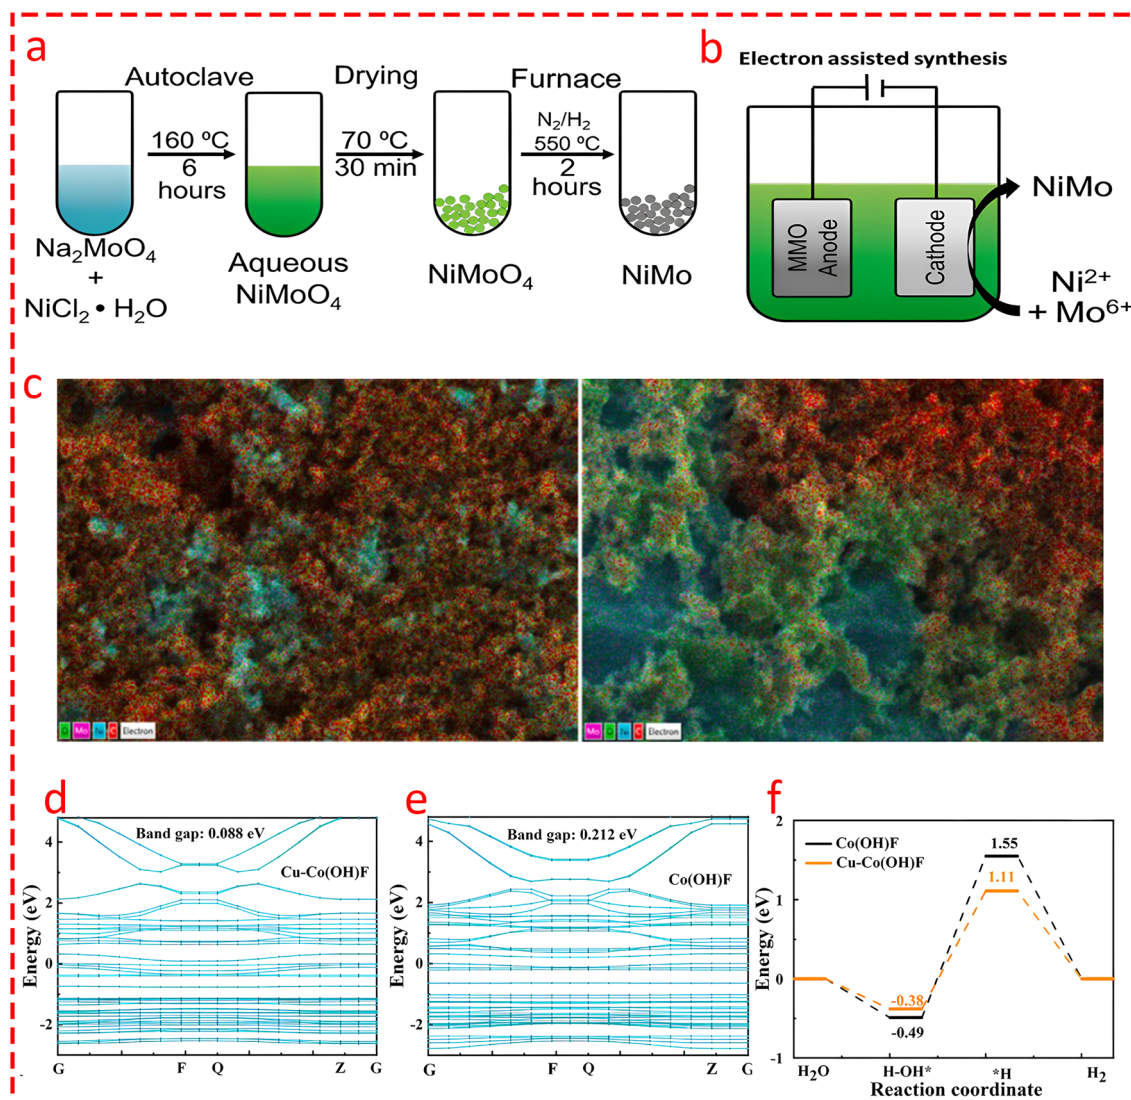 a
Autoclave
Drying
Furnace
160 ºC
6
hours
70 ºC
30 min
N₂/H₂
550 ºC
2
hours
Na₂MoO₄
+
NiCl₂ • H₂O
Aqueous
NiMoO₄
NiMoO₄
NiMo
b
Electron assisted synthesis
MMO
Anode
Cathode
NiMo
Ni²⁺
+ Mo⁶⁺
c
O Mo Ni C Electron
Mo O Ni C Electron
d
Band gap: 0.088 eV
Cu-Co(OH)F
Energy (eV)
4
2
0
-2
G F Q Z G
e
Band gap: 0.212 eV
Co(OH)F
Energy (eV)
4
2
0
-2
G F Q Z G
f
Co(OH)F
Cu-Co(OH)F
1.55
1.11
-0.38
-0.49
Energy (eV)
2
1
0
-1
H₂O H-OH* *H H₂
Reaction coordinate